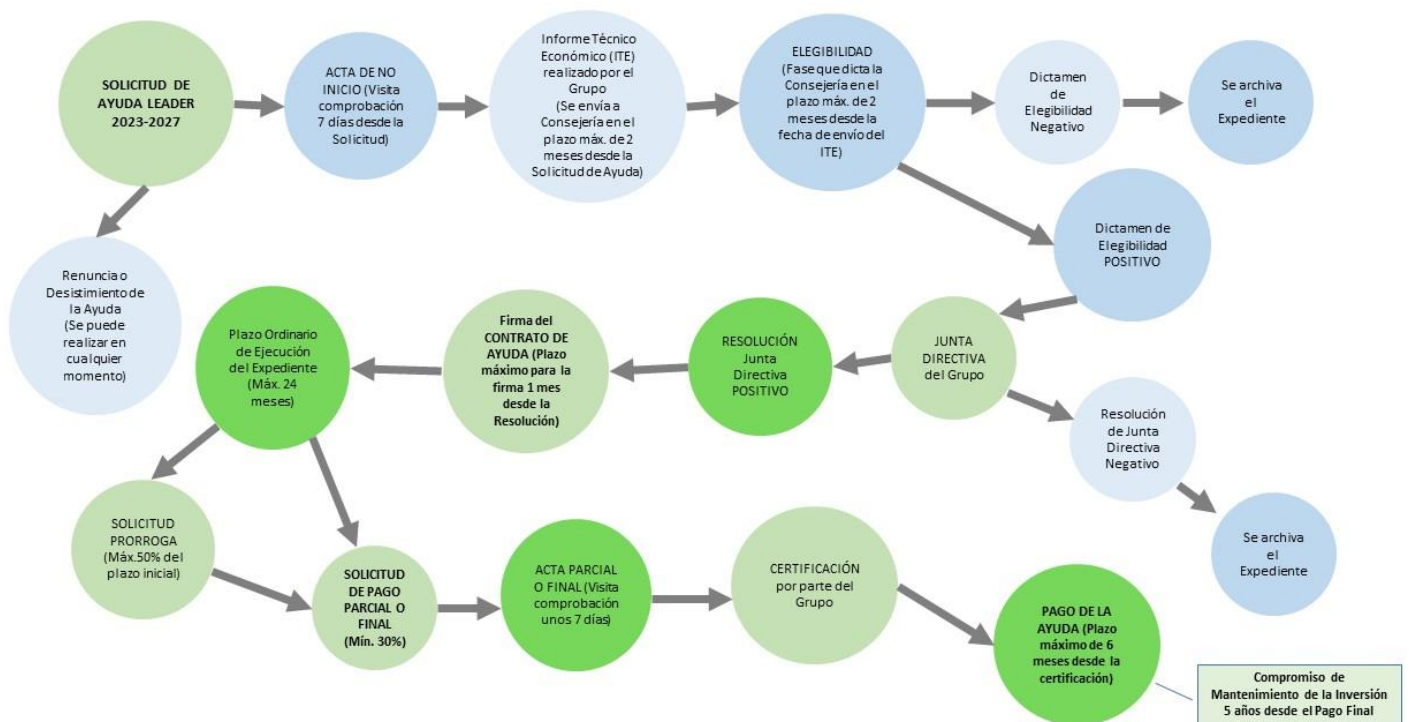 SOLICITUD DE
AYUDA LEADER
2023-2027
ACTA DE NO
INICIO (Visita
comprobación
7 días desde la
Solicitud)
Informe Técnico
Económico (ITE)
realizado por el
Grupo
(Se envía a
Consejería en el
plazo máx. de 2
meses desde la
Solicitud de Ayuda)
ELEGIBILIDAD
(Fase que dicta la
Consejería en el
plazo máx. de 2
meses desde la
fecha de envío del
ITE)
Dictamen
de
Elegibilidad
Negativo
Se archiva
el
Expediente
Renuncia o
Desistimiento de
la Ayuda
(Se puede
realizar en
cualquier
momento)
Dictamen de
Elegibilidad
POSITIVO
Plazo Ordinario
de Ejecución
del Expediente
(Máx. 24
meses)
Firma del
CONTRATO DE
AYUDA (Plazo
máximo para la
firma 1 mes
desde la
Resolución)
RESOLUCIÓN
Junta
Directiva
POSITIVO
JUNTA
DIRECTIVA
del Grupo
Resolución
de Junta
Directiva
Negativo
Se archiva
el
Expediente
SOLICITUD
PRORROGA
(Máx.50% del
plazo inicial)
SOLICITUD
DE PAGO
PARCIAL O
FINAL
(Mín. 30%)
ACTA PARCIAL
O FINAL (Visita
comprobación
unos 7 días)
CERTIFICACIÓN
por parte del
Grupo
PAGO DE LA
AYUDA (Plazo
máximo de 6
meses desde la
certificación)
Compromiso de
Mantenimiento de la Inversión
5 años desde el Pago Final